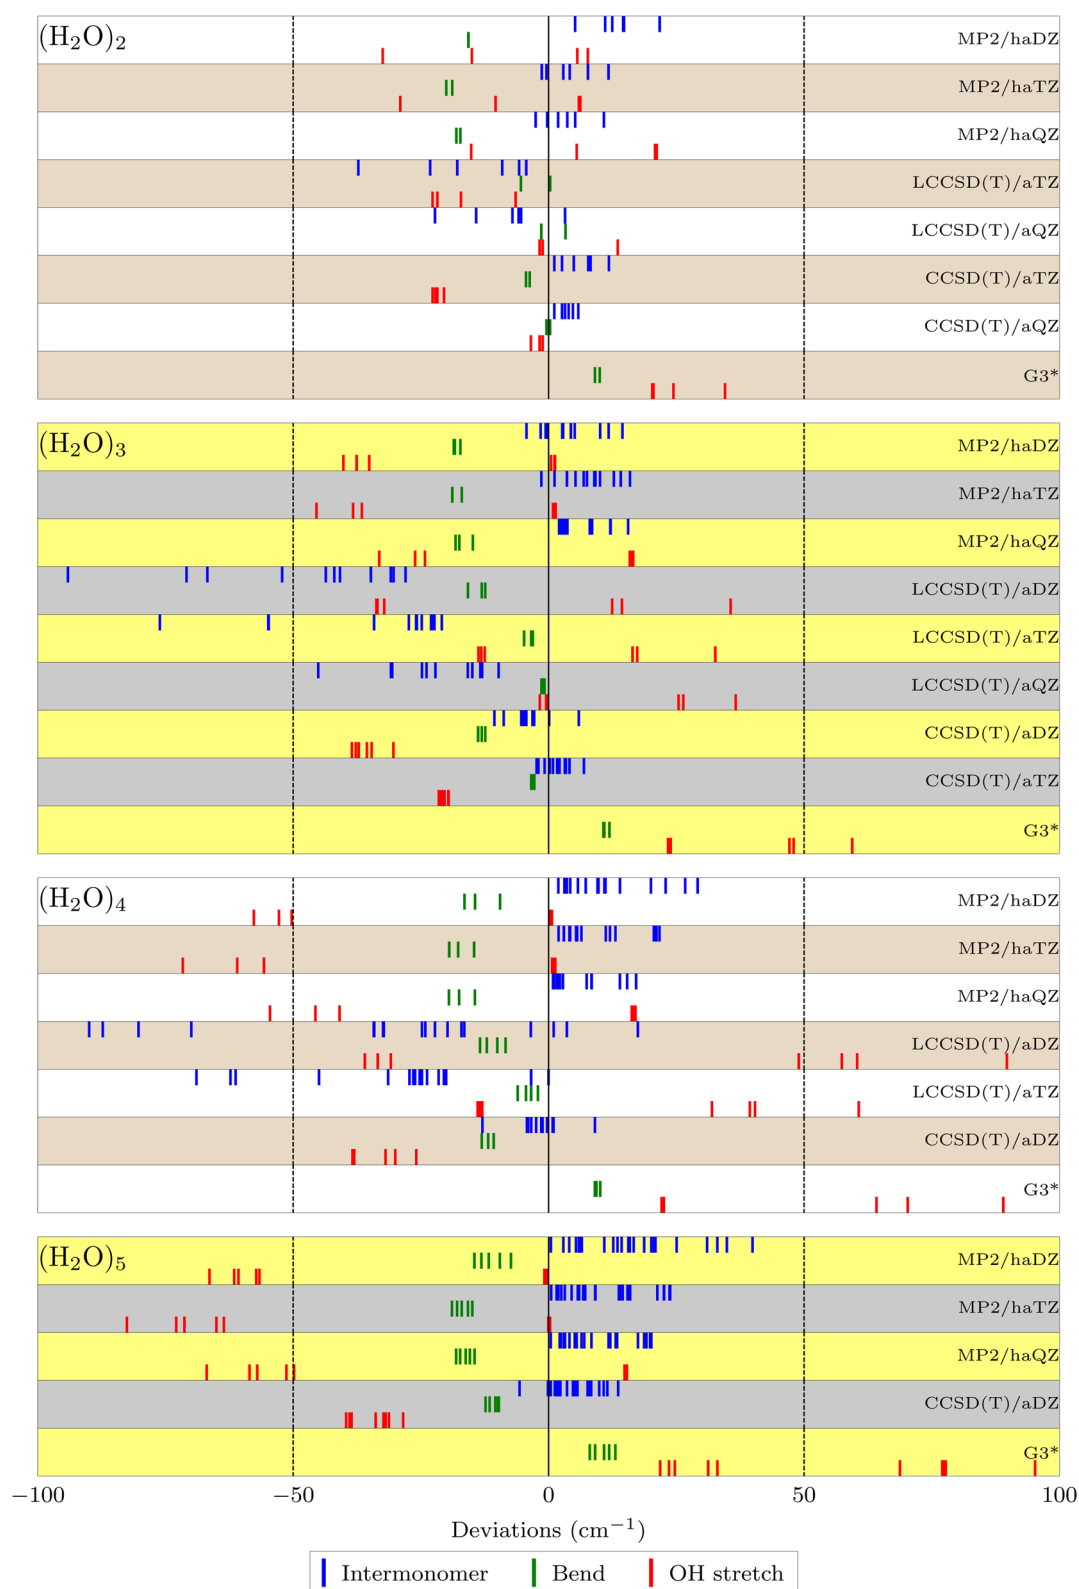 (H₂O)₂
MP2/haDZ
MP2/haTZ
MP2/haQZ
LCCSD(T)/aTZ
LCCSD(T)/aQZ
CCSD(T)/aTZ
CCSD(T)/aQZ
G3*
(H₂O)₃
MP2/haDZ
MP2/haTZ
MP2/haQZ
LCCSD(T)/aDZ
LCCSD(T)/aTZ
LCCSD(T)/aQZ
CCSD(T)/aDZ
CCSD(T)/aTZ
G3*
(H₂O)₄
MP2/haDZ
MP2/haTZ
MP2/haQZ
LCCSD(T)/aDZ
LCCSD(T)/aTZ
CCSD(T)/aDZ
G3*
(H₂O)₅
MP2/haDZ
MP2/haTZ
MP2/haQZ
CCSD(T)/aDZ
G3*
−100 −50 0 50 100
Deviations (cm⁻¹)
Intermonomer Bend OH stretch